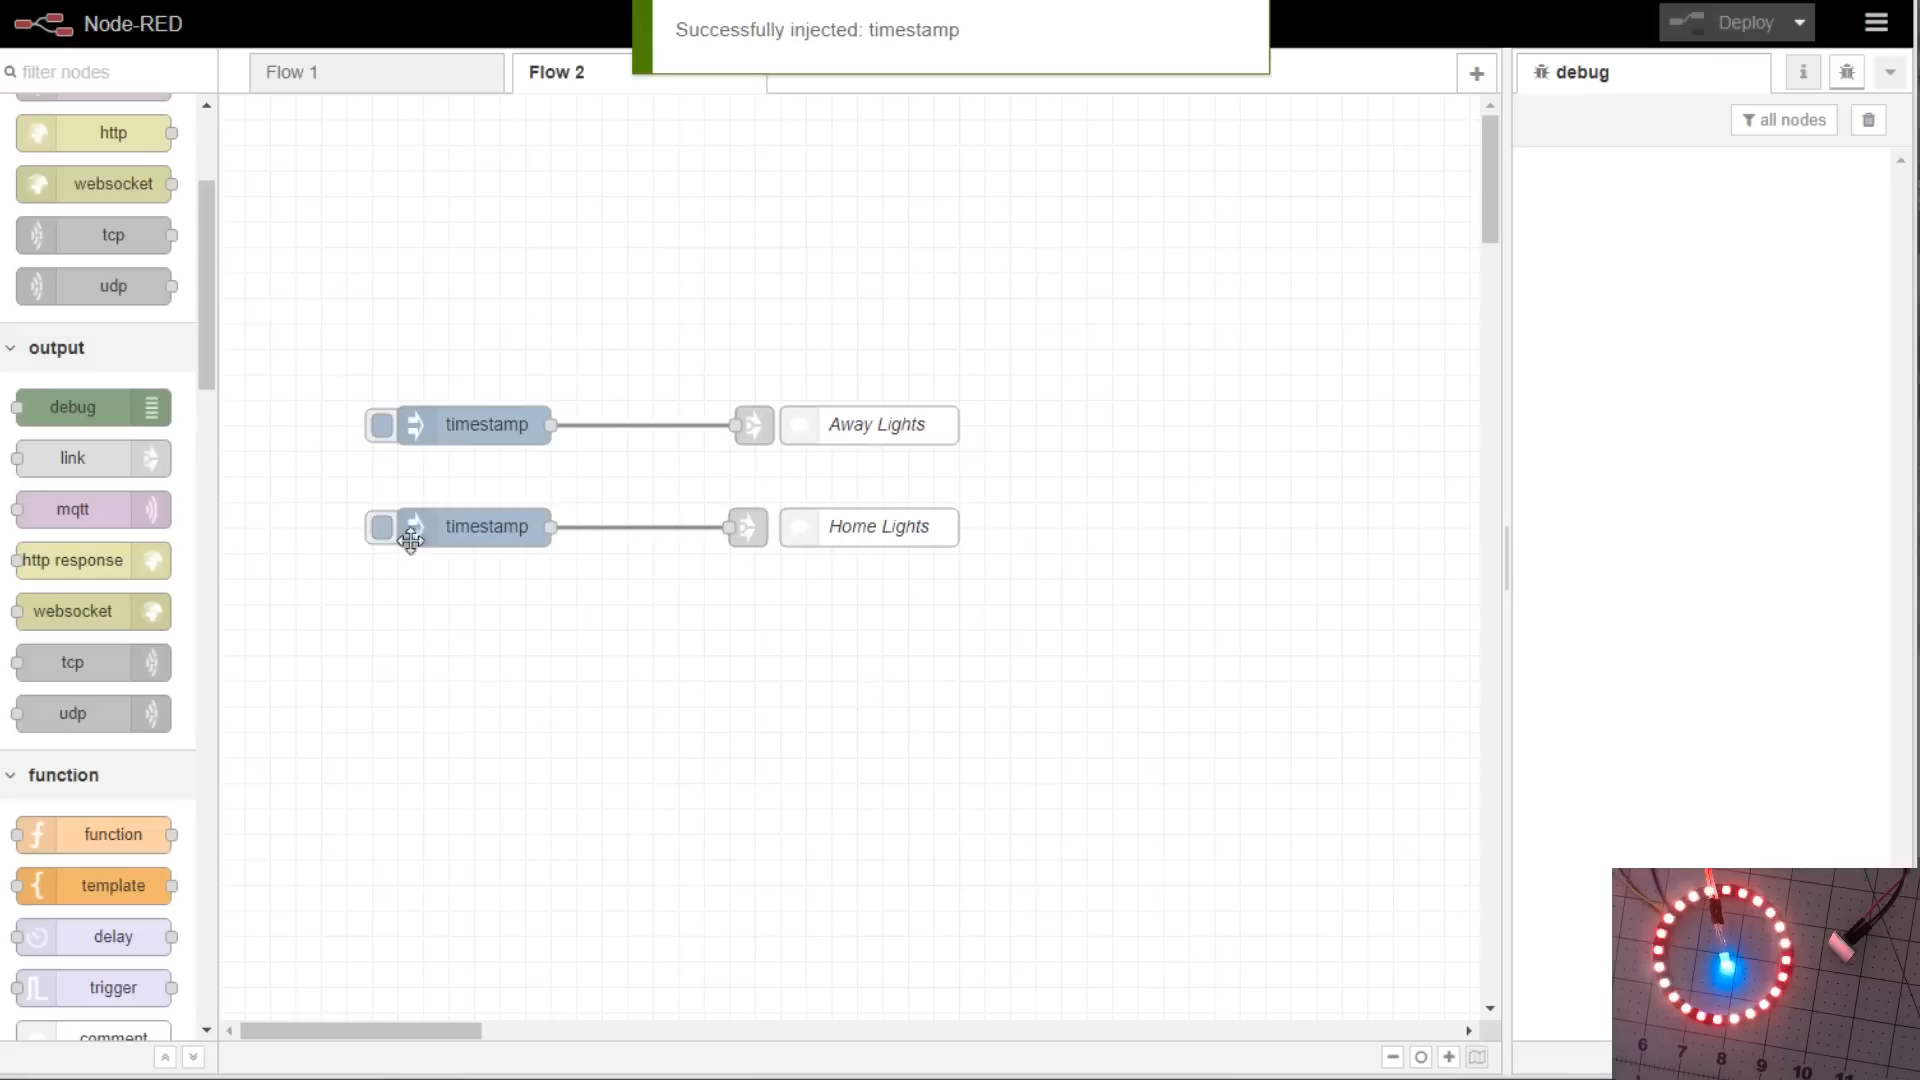 Node-RED
Successfully injected: timestamp
Deploy
filter nodes
Flow 1
Flow 2
debug
all nodes
http
websocket
tcp
udp
output
debug
link
mqtt
http response
websocket
tcp
udp
function
function
template
delay
trigger
comment
timestamp
Away Lights
timestamp
Home Lights
6 7 8 9 10